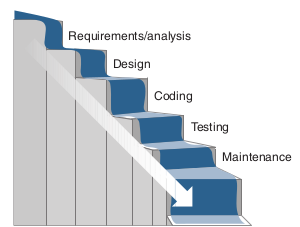 Requirements/analysis
Design
Coding
Testing
Maintenance